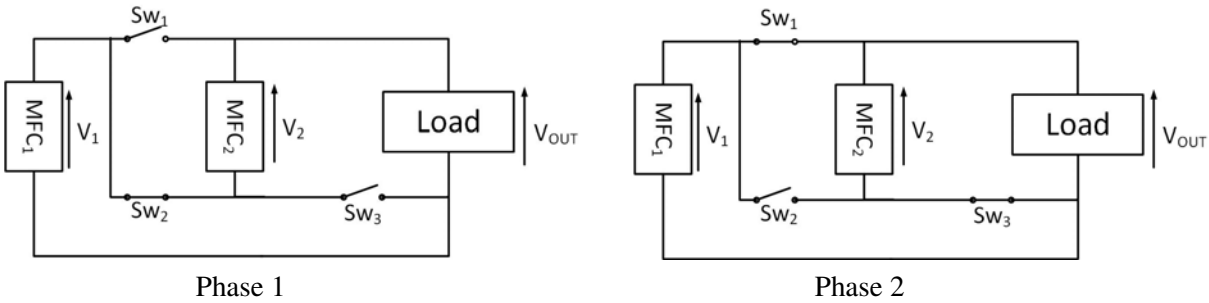 Sw1
MFC1
V1
MFC2
V2
Load
VOUT
Sw2
Sw3
Phase 1
Sw1
MFC1
V1
MFC2
V2
Load
VOUT
Sw2
Sw3
Phase 2